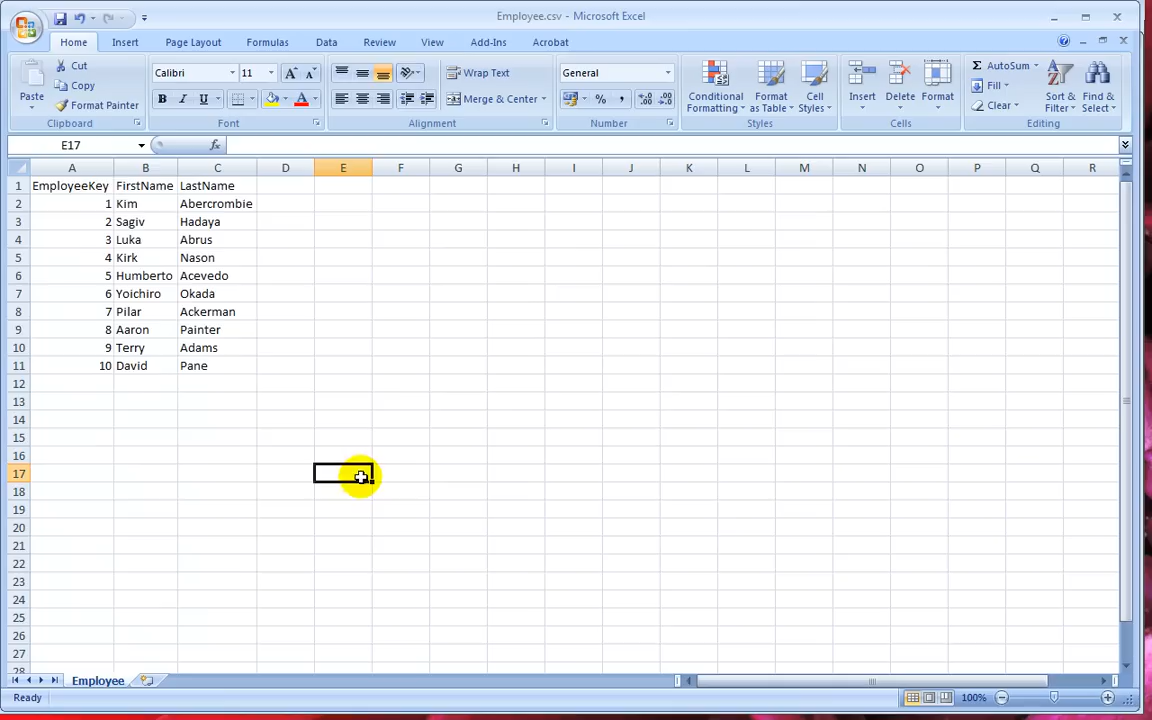 Employee.csv - Microsoft Excel
Home Insert Page Layout Formulas Data Review View Add-Ins Acrobat
Paste Cut Copy Format Painter Clipboard
Calibri 11 B I U A Font
Wrap Text Merge & Center Alignment
General % , Number
Conditional Formatting Format as Table Cell Styles Styles
Insert Delete Format Cells
Σ AutoSum Fill Clear Sort & Filter Find & Select Editing
E17 fx
A B C D E F G H I J K L M N O P Q R
1 EmployeeKey FirstName LastName
2 1 Kim Abercrombie
3 2 Sagiv Hadaya
4 3 Luka Abrus
5 4 Kirk Nason
6 5 Humberto Acevedo
7 6 Yoichiro Okada
8 7 Pilar Ackerman
9 8 Aaron Painter
10 9 Terry Adams
11 10 David Pane
12
13
14
15
16
17
18
19
20
21
22
23
24
25
26
27
28
Employee
Ready 100%